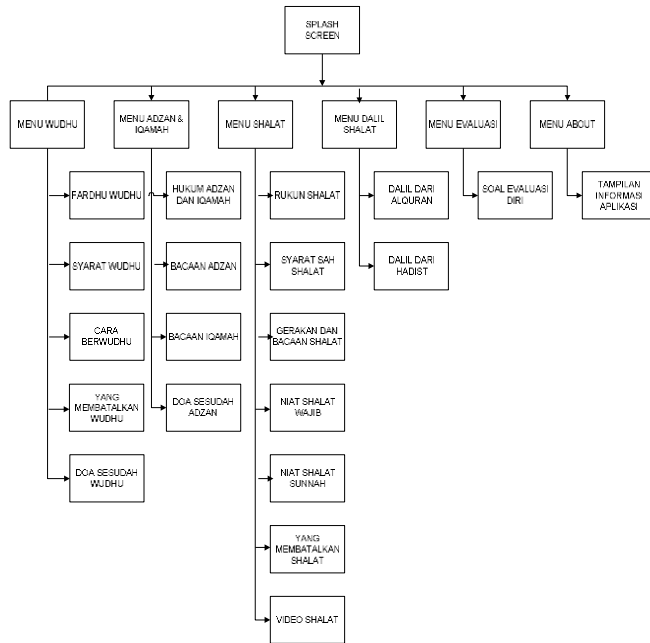 SPLASH
SCREEN
MENU WUDHU
MENU ADZAN &
IQAMAH
MENU SHALAT
MENU DALIL
SHALAT
MENU EVALUASI
MENU ABOUT
FARDHU WUDHU
HUKUM ADZAN
DAN IQAMAH
RUKUN SHALAT
DALIL DARI
ALQURAN
SOAL EVALUASI
DIRI
TAMPILAN
INFORMASI
APLIKASI
SYARAT WUDHU
BACAAN ADZAN
SYARAT SAH
SHALAT
DALIL DARI
HADIST
CARA
BERWUDHU
BACAAN IQAMAH
GERAKAN DAN
BACAAN SHALAT
YANG
MEMBATALKAN
WUDHU
DOA SESUDAH
ADZAN
NIAT SHALAT
WAJIB
DOA SESUDAH
WUDHU
NIAT SHALAT
SUNNAH
YANG
MEMBATALKAN
SHALAT
VIDEO SHALAT